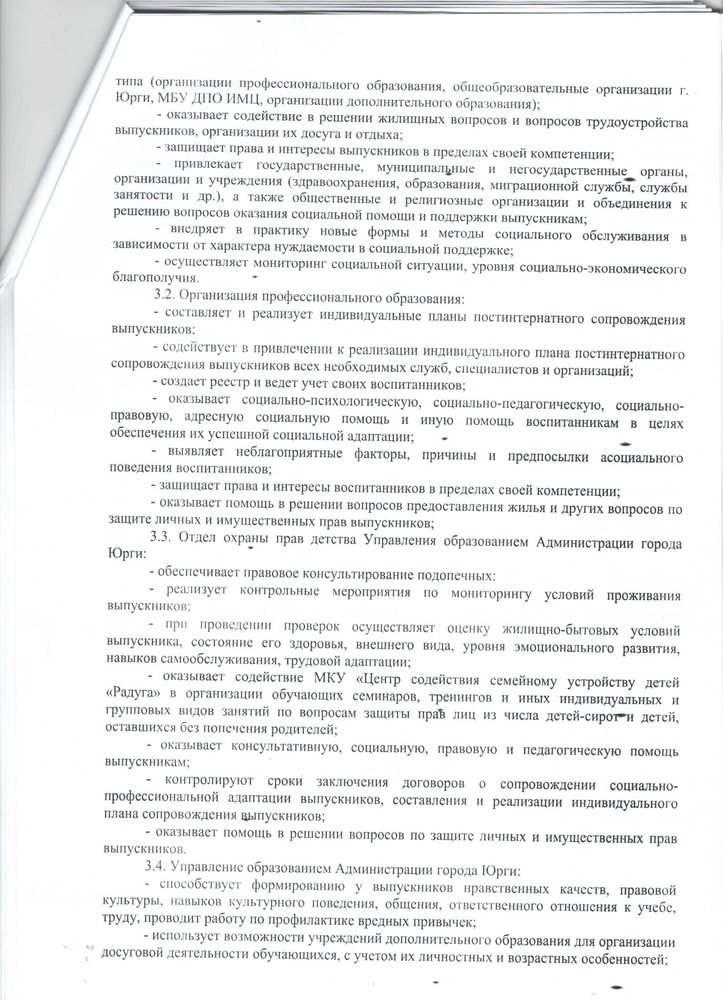 типа (организации профессионального образования, общеобразовательные организации г.
Юрги, МБУ ДПО ИМЦ, организации дополнительного образования);
- оказывает содействие в решении жилищных вопросов и вопросов трудоустройства
выпускников, организации их досуга и отдыха;
- защищает права и интересы выпускников в пределах своей компетенции;
- привлекает государственные, муниципальные и негосударственные органы,
организации и учреждения (здравоохранения, образования, миграционной службы, службы
занятости и др.), а также общественные и религиозные организации и объединения к
решению вопросов оказания социальной помощи и поддержки выпускникам;
- внедряет в практику новые формы и методы социального обслуживания в
зависимости от характера нуждаемости в социальной поддержке;
- осуществляет мониторинг социальной ситуации, уровня социально-экономического
благополучия.
3.2. Организация профессионального образования:
- составляет и реализует индивидуальные планы постинтернатного сопровождения
выпускников;
- содействует в привлечении к реализации индивидуального плана постинтернатного
сопровождения выпускников всех необходимых служб, специалистов и организаций;
- создает реестр и ведет учет своих воспитанников;
- оказывает социально-психологическую, социально-педагогическую, социально-
правовую, адресную социальную помощь и иную помощь воспитанникам в целях
обеспечения их успешной социальной адаптации;
- выявляет неблагоприятные факторы, причины и предпосылки асоциального
поведения воспитанников;
- защищает права и интересы воспитанников в пределах своей компетенции;
- оказывает помощь в решении вопросов предоставления жилья и других вопросов по
защите личных и имущественных прав выпускников;
3.3. Отдел охраны прав детства Управления образованием Администрации города
Юрги:
- обеспечивает правовое консультирование подопечных:
- реализует контрольные мероприятия по мониторингу условий проживания
выпускников;
- при проведении проверок осуществляет оценку жилищно-бытовых условий
выпускника, состояние его здоровья, внешнего вида, уровня эмоционального развития,
навыков самообслуживания, трудовой адаптации;
- оказывает содействие МКУ «Центр содействия семейному устройству детей
«Радуга» в организации обучающих семинаров, тренингов и иных индивидуальных и
групповых видов занятий по вопросам защиты прав лиц из числа детей-сирот и детей,
оставшихся без попечения родителей;
- оказывает консультативную, социальную, правовую и педагогическую помощь
выпускникам;
- контролируют сроки заключения договоров о сопровождении социально-
профессиональной адаптации выпускников, составления и реализации индивидуального
плана сопровождения выпускников;
- оказывает помощь в решении вопросов по защите личных и имущественных прав
выпускников.
3.4. Управление образованием Администрации города Юрги:
- способствует формированию у выпускников нравственных качеств, правовой
культуры, навыков культурного поведения, общения, ответственного отношения к учебе,
труду, проводит работу по профилактике вредных привычек;
- использует возможности учреждений дополнительного образования для организации
досуговой деятельности обучающихся, с учетом их личностных и возрастных особенностей;